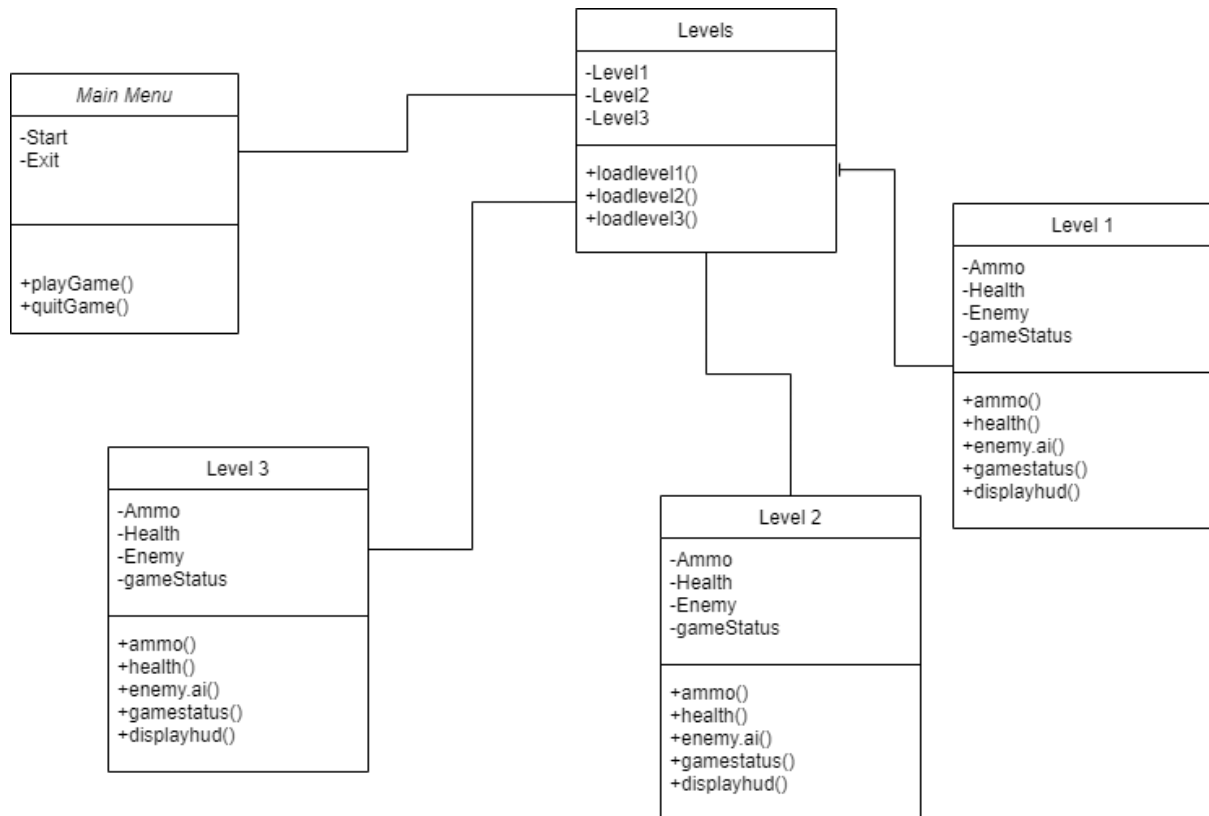 Levels
-Level1
-Level2
-Level3
+loadlevel1()
+loadlevel2()
+loadlevel3()
Main Menu
-Start
-Exit
+playGame()
+quitGame()
Level 1
-Ammo
-Health
-Enemy
-gameStatus
+ammo()
+health()
+enemy.ai()
+gamestatus()
+displayhud()
Level 3
-Ammo
-Health
-Enemy
-gameStatus
+ammo()
+health()
+enemy.ai()
+gamestatus()
+displayhud()
Level 2
-Ammo
-Health
-Enemy
-gameStatus
+ammo()
+health()
+enemy.ai()
+gamestatus()
+displayhud()